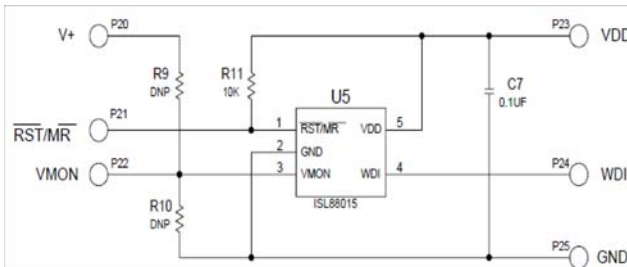 P20
V+
P23
VDD
R9
DNP
R11
10K
U5
C7
0.1UF
P21
RST/MR
1
RST/MR
VDD
5
2
GND
P22
VMON
3
VMON
WDI
4
P24
WDI
ISL88015
R10
DNP
P25
GND